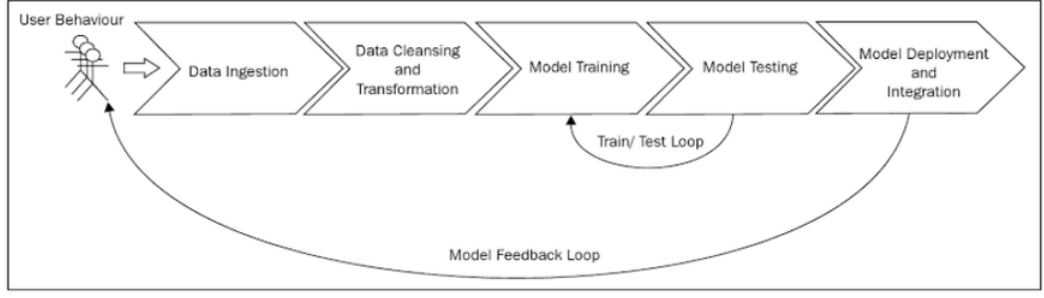 User Behaviour
Data Ingestion
Data Cleansing
and
Transformation
Model Training
Model Testing
Model Deployment
and
Integration
Train/ Test Loop
Model Feedback Loop